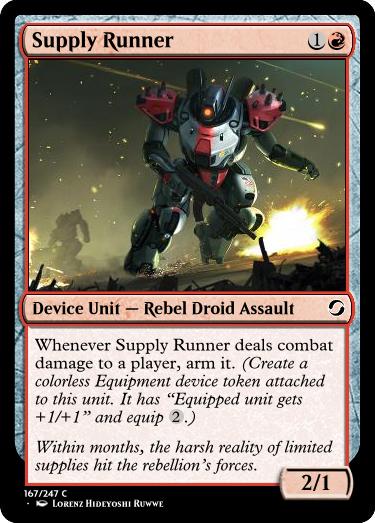 Supply Runner 1
Device Unit — Rebel Droid Assault
Whenever Supply Runner deals combat
damage to a player, arm it. (Create a
colorless Equipment device token attached
to this unit. It has “Equipped unit gets
+1/+1” and equip 2.)
Within months, the harsh reality of limited
supplies hit the rebellion’s forces.
2/1
167/247 C
· Lorenz Hideyoshi Ruwwe